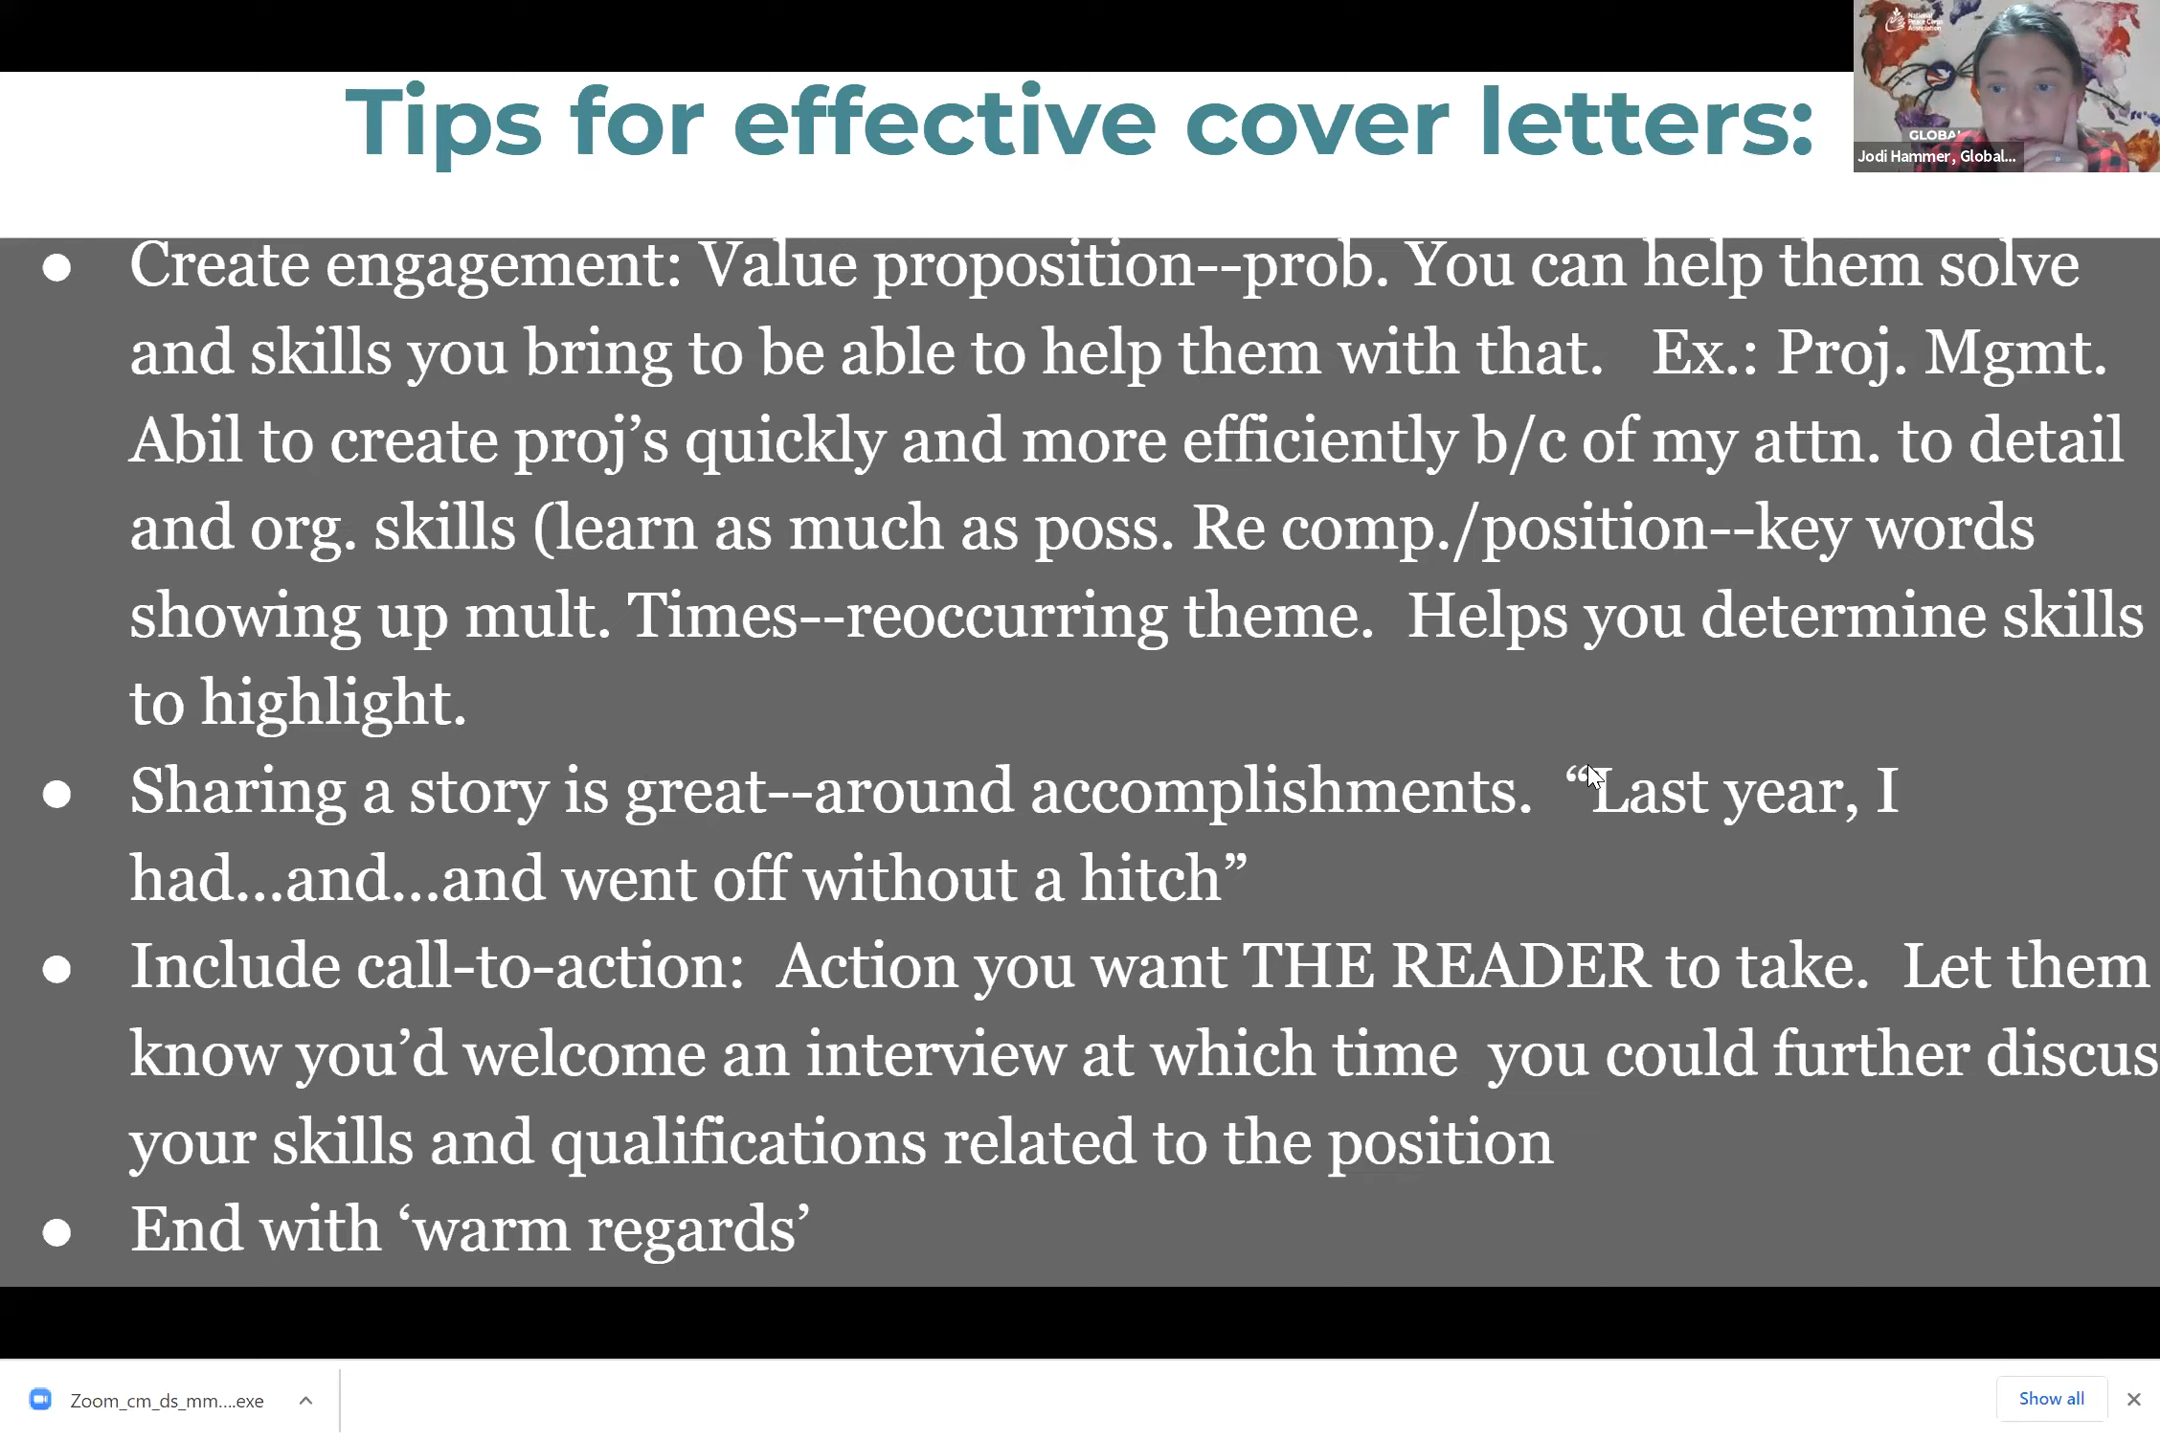 Tips for effective cover letters:
National
Peace Corps
Association
GLOBA
Jodi Hammer, Global...
● Create engagement: Value proposition--prob. You can help them solve
and skills you bring to be able to help them with that.   Ex.: Proj. Mgmt.
Abil to create proj’s quickly and more efficiently b/c of my attn. to detail
and org. skills (learn as much as poss. Re comp./position--key words
showing up mult. Times--reoccurring theme.  Helps you determine skills
to highlight.
● Sharing a story is great--around accomplishments.  “Last year, I
had...and...and went off without a hitch”
● Include call-to-action:  Action you want THE READER to take.  Let them
know you’d welcome an interview at which time  you could further discus
your skills and qualifications related to the position
● End with ‘warm regards’
Zoom_cm_ds_mm....exe
Show all